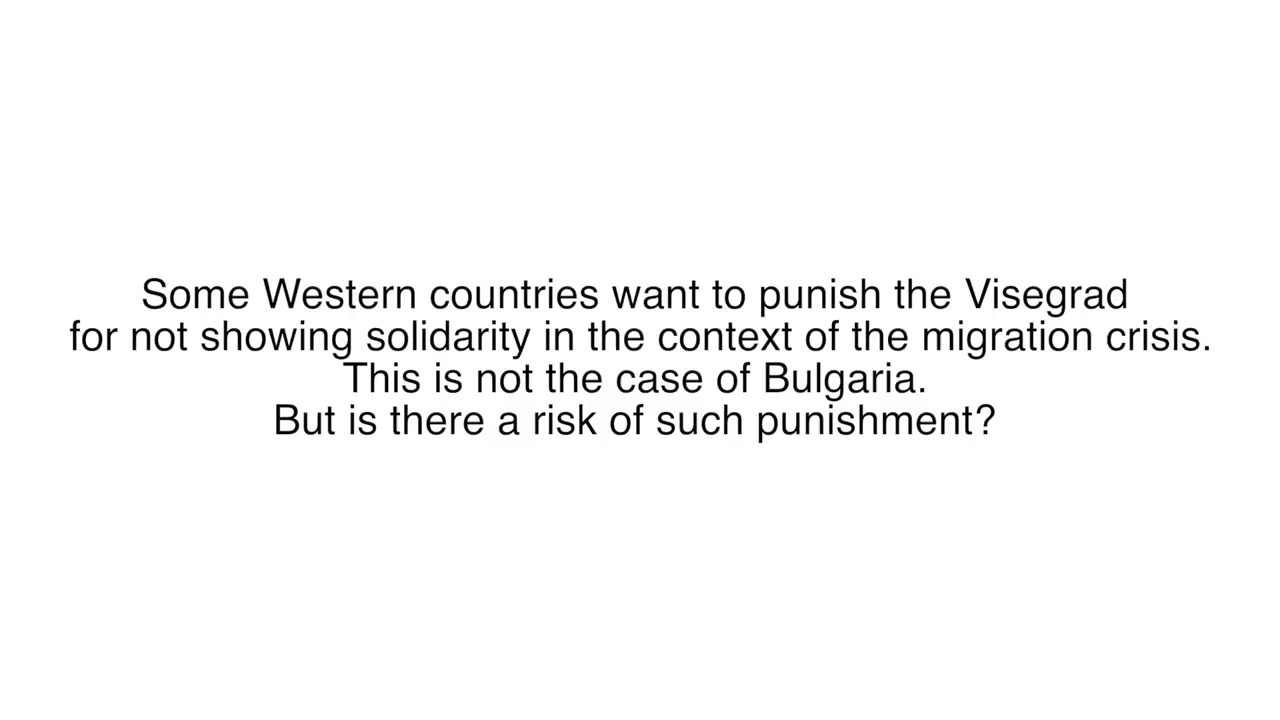 Some Western countries want to punish the Visegrad
for not showing solidarity in the context of the migration crisis.
This is not the case of Bulgaria.
But is there a risk of such punishment?